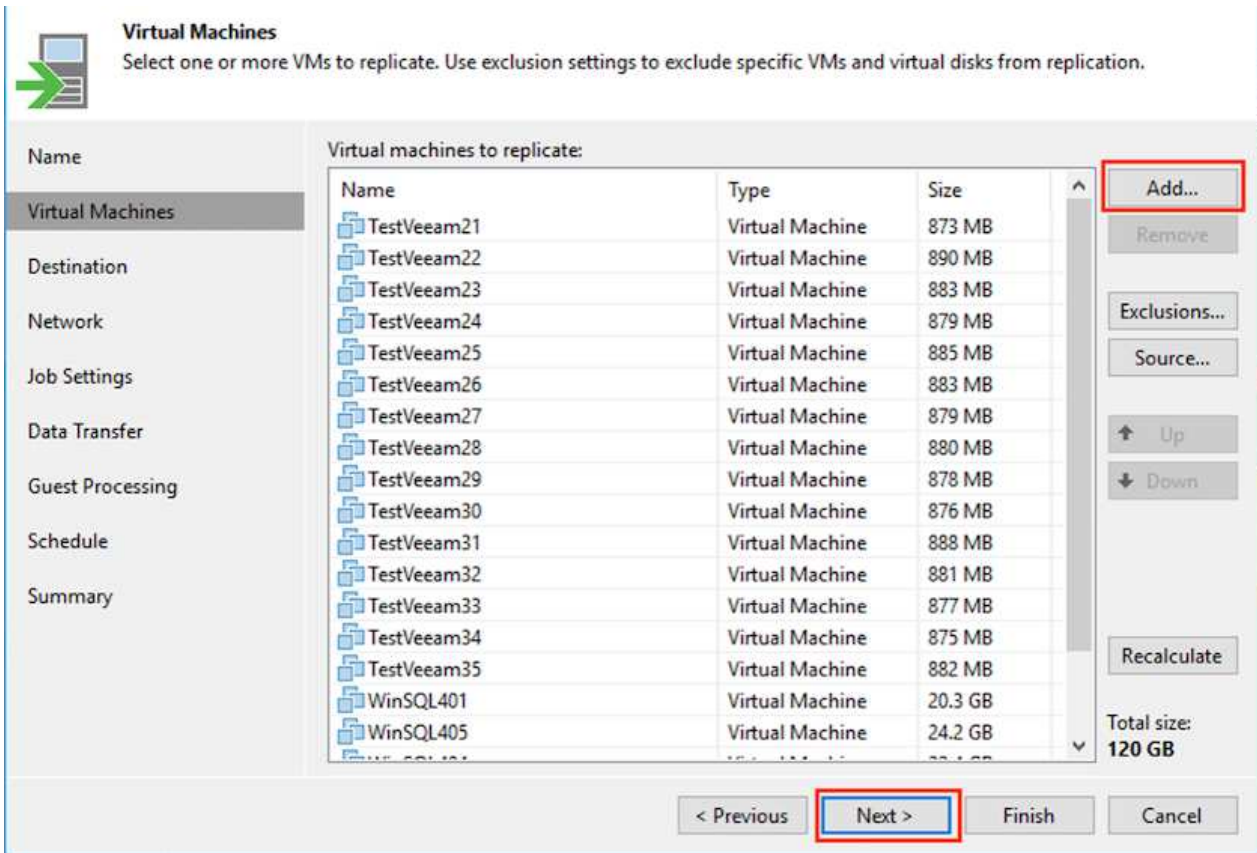 Virtual Machines
Select one or more VMs to replicate. Use exclusion settings to exclude specific VMs and virtual disks from replication.
Name
Virtual Machines
Destination
Network
Job Settings
Data Transfer
Guest Processing
Schedule
Summary
Virtual machines to replicate:
Name Type Size
TestVeeam21 Virtual Machine 873 MB
TestVeeam22 Virtual Machine 890 MB
TestVeeam23 Virtual Machine 883 MB
TestVeeam24 Virtual Machine 879 MB
TestVeeam25 Virtual Machine 885 MB
TestVeeam26 Virtual Machine 883 MB
TestVeeam27 Virtual Machine 879 MB
TestVeeam28 Virtual Machine 880 MB
TestVeeam29 Virtual Machine 878 MB
TestVeeam30 Virtual Machine 876 MB
TestVeeam31 Virtual Machine 888 MB
TestVeeam32 Virtual Machine 881 MB
TestVeeam33 Virtual Machine 877 MB
TestVeeam34 Virtual Machine 875 MB
TestVeeam35 Virtual Machine 882 MB
WinSQL401 Virtual Machine 20.3 GB
WinSQL405 Virtual Machine 24.2 GB
Add...
Remove
Exclusions...
Source...
Up
Down
Recalculate
Total size:
120 GB
< Previous Next > Finish Cancel